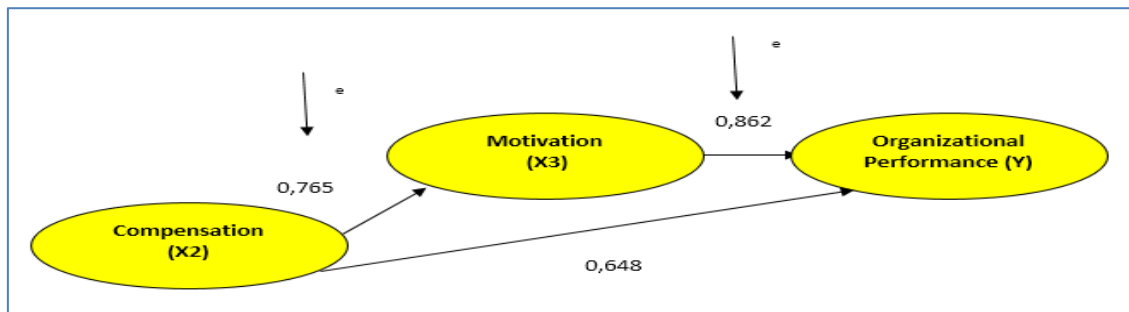 e
e
0,862
Motivation
(X3)
Organizational
Performance (Y)
0,765
Compensation
(X2)
0,648